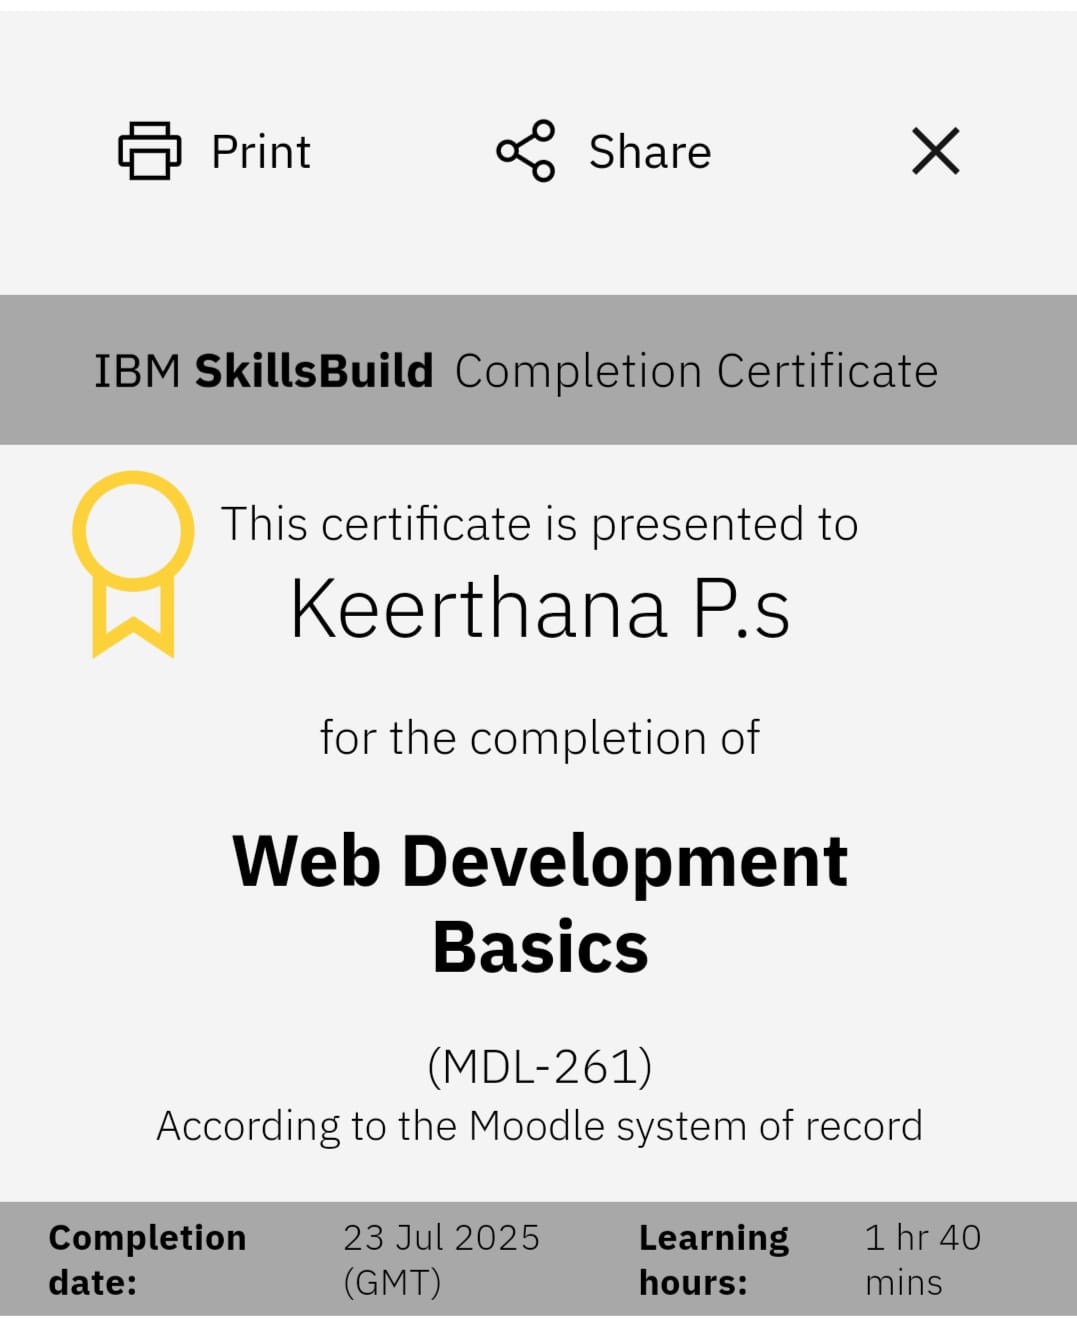 Print
Share
IBM SkillsBuild Completion Certificate
This certificate is presented to
Keerthana P.s
for the completion of
Web Development
Basics
(MDL-261)
According to the Moodle system of record
Completion date:
23 Jul 2025 (GMT)
Learning hours:
1 hr 40 mins